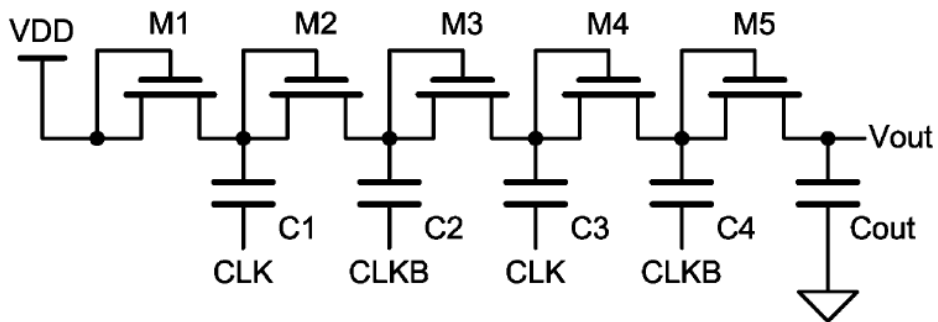 VDD M1 M2 M3 M4 M5
Vout
C1 C2 C3 C4 Cout
CLK CLKB CLK CLKB